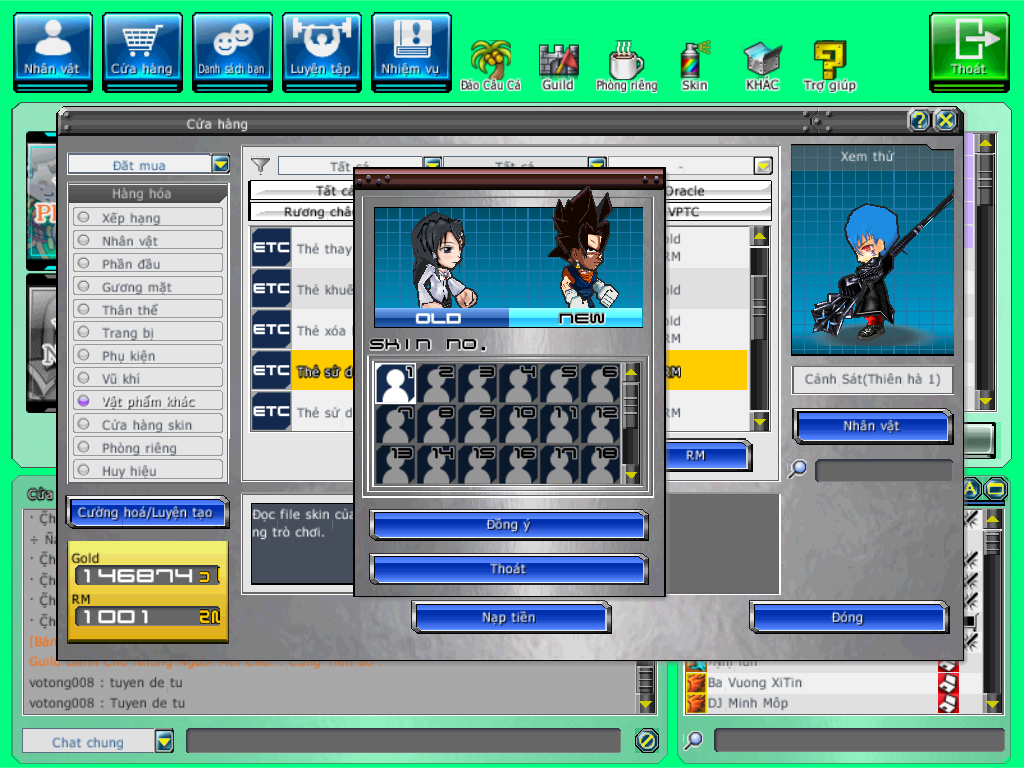 Nhân vật
Cửa hàng
Danh sách bạn
Luyện tập
Nhiệm vụ
Đảo Câu Cá
Guild
Phòng riêng
Skin
KHÁC
Trợ giúp
Thoát
Cửa hàng
Đặt mua
Hàng hóa
Xếp hạng
Nhân vật
Phần đầu
Gương mặt
Thân thể
Trang bị
Phụ kiện
Vũ khí
Vật phẩm khác
Cửa hàng skin
Phòng riêng
Huy hiệu
Cường hoá/Luyện tạo
Gold
146874
RM
1001
Tất cả
Tất cả
-
Tất cả
Oracle
Rương
VPTC
ETC Thẻ thay
ETC
ETC Thẻ xóa
ETC Thẻ sử
ETC Thẻ sử
RM
Đọc file skin
ng trò chơi.
OLD
NEW
SKIN NO.
1 2 3 4 5 6
7 8 9 10 11 12
13 14 15 16 17 18
Đồng ý
Thoát
Nạp tiền
Xem thử
Cảnh Sát(Thiên hà 1)
Nhân vật
Đóng
votong008 : tuyen de tu
votong008 : Tuyen de tu
Ba Vuong XiTin
DJ Minh Mốp
Chat chung